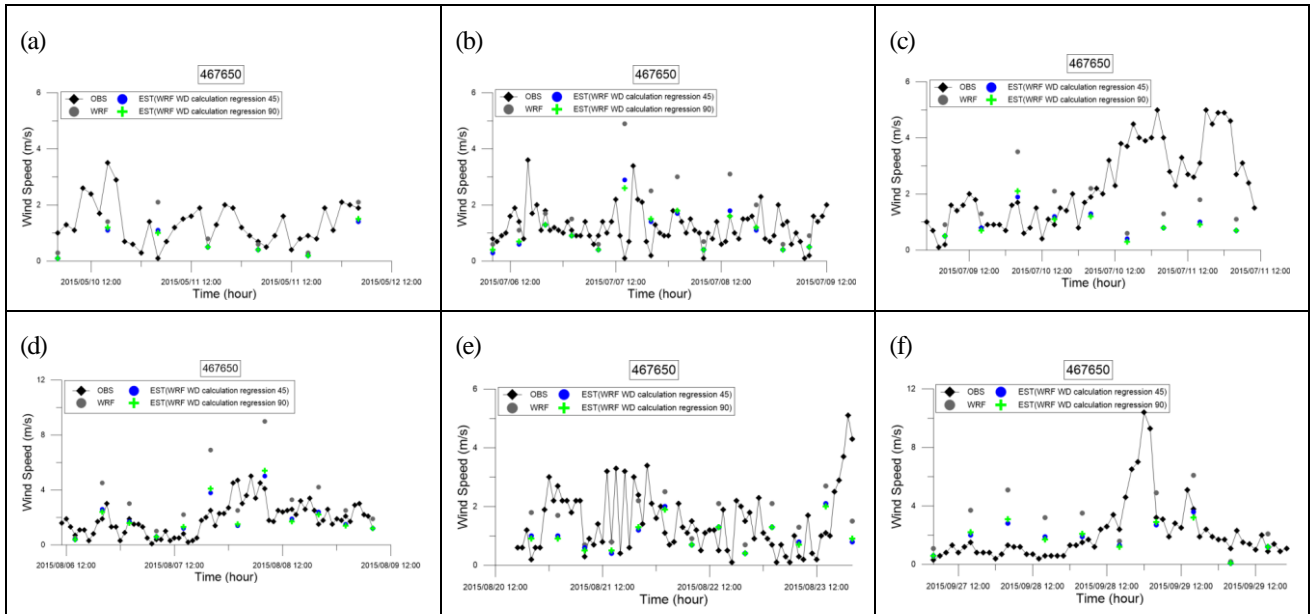 (a)
467650
OBS EST(WRF WD calculation regression 45)
WRF EST(WRF WD calculation regression 90)
6
4
2
0
Wind Speed (m/s)
2015/05/10 12:00 2015/05/11 12:00 2015/05/11 12:00 2015/05/12 12:00
Time (hour)
(b)
467650
OBS EST(WRF WD calculation regression 45)
WRF EST(WRF WD calculation regression 90)
6
4
2
0
Wind Speed (m/s)
2015/07/06 12:00 2015/07/07 12:00 2015/07/08 12:00 2015/07/09 12:00
Time (hour)
(c)
467650
OBS EST(WRF WD calculation regression 45)
WRF EST(WRF WD calculation regression 90)
6
4
2
0
Wind Speed (m/s)
2015/07/09 12:00 2015/07/10 12:00 2015/07/10 12:00 2015/07/11 12:00 2015/07/11 12:00
Time (hour)
(d)
467650
OBS EST(WRF WD calculation regression 45)
WRF EST(WRF WD calculation regression 90)
12
8
4
0
Wind Speed (m/s)
2015/08/06 12:00 2015/08/07 12:00 2015/08/08 12:00 2015/08/09 12:00
Time (hour)
(e)
467650
OBS EST(WRF WD calculation regression 45)
WRF EST(WRF WD calculation regression 90)
6
4
2
0
Wind Speed (m/s)
2015/08/20 12:00 2015/08/21 12:00 2015/08/22 12:00 2015/08/23 12:00
Time (hour)
(f)
467650
OBS EST(WRF WD calculation regression 45)
WRF EST(WRF WD calculation regression 90)
12
8
4
0
Wind Speed (m/s)
2015/09/27 12:00 2015/09/28 12:00 2015/09/28 12:00 2015/09/29 12:00 2015/09/29 12:00
Time (hour)